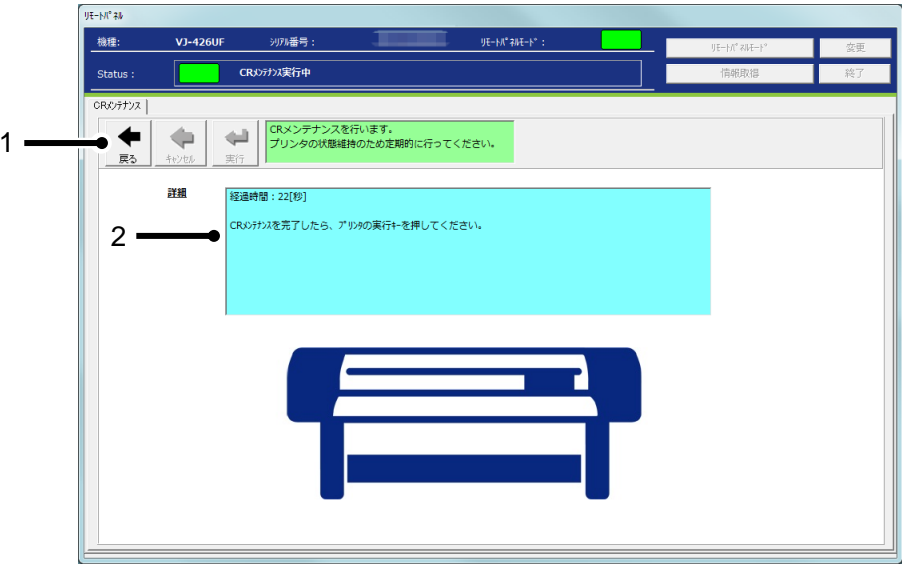 ﾘﾓｰﾄﾊﾟﾈﾙ
機種: VJ-426UF ｼﾘｱﾙ番号： ﾘﾓｰﾄﾊﾟﾈﾙﾓｰﾄﾞ：
ﾘﾓｰﾄﾊﾟﾈﾙﾓｰﾄﾞ 変更
Status : CRﾒﾝﾃﾅﾝｽ実行中
情報取得 終了
CRﾒﾝﾃﾅﾝｽ
1
戻る ｷｬﾝｾﾙ 実行
CRメンテナンスを行います。
プリンタの状態維持のため定期的に行ってください。
詳細
経過時間：22[秒]
2
CRﾒﾝﾃﾅﾝｽを完了したら、ﾌﾟﾘﾝﾀの実行ｷｰを押してください。